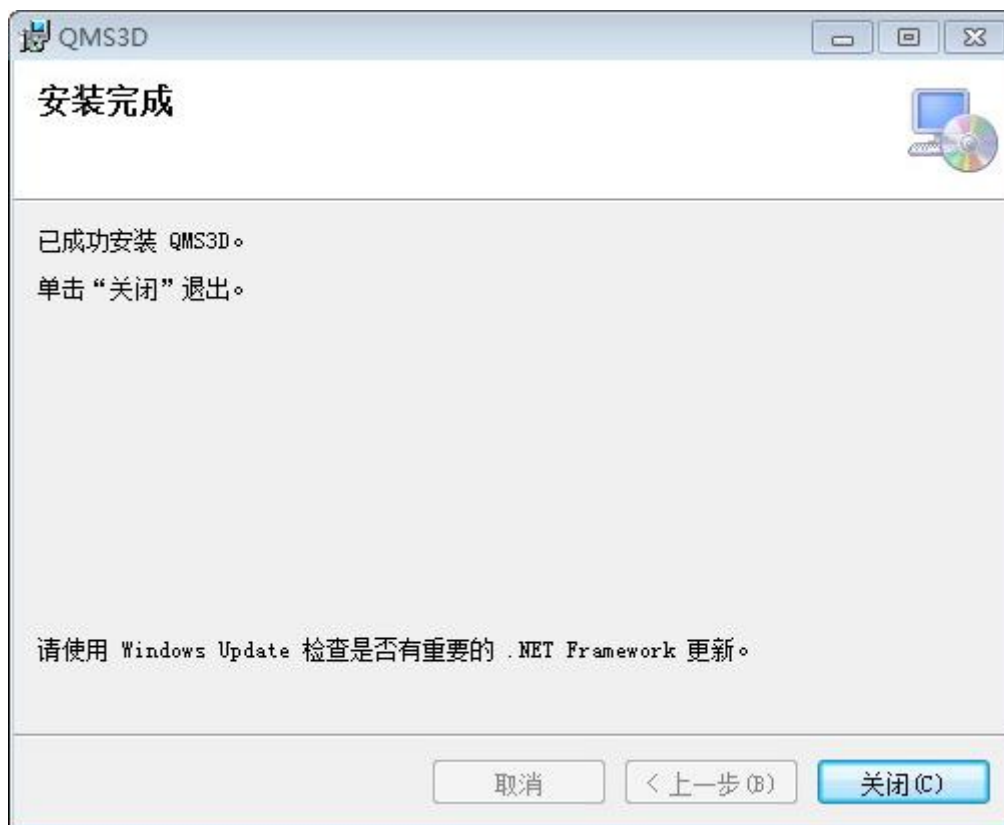 QMS3D
安装完成
已成功安装 QMS3D。
单击“关闭”退出。
请使用 Windows Update 检查是否有重要的 .NET Framework 更新。
取消
< 上一步(B)
关闭(C)